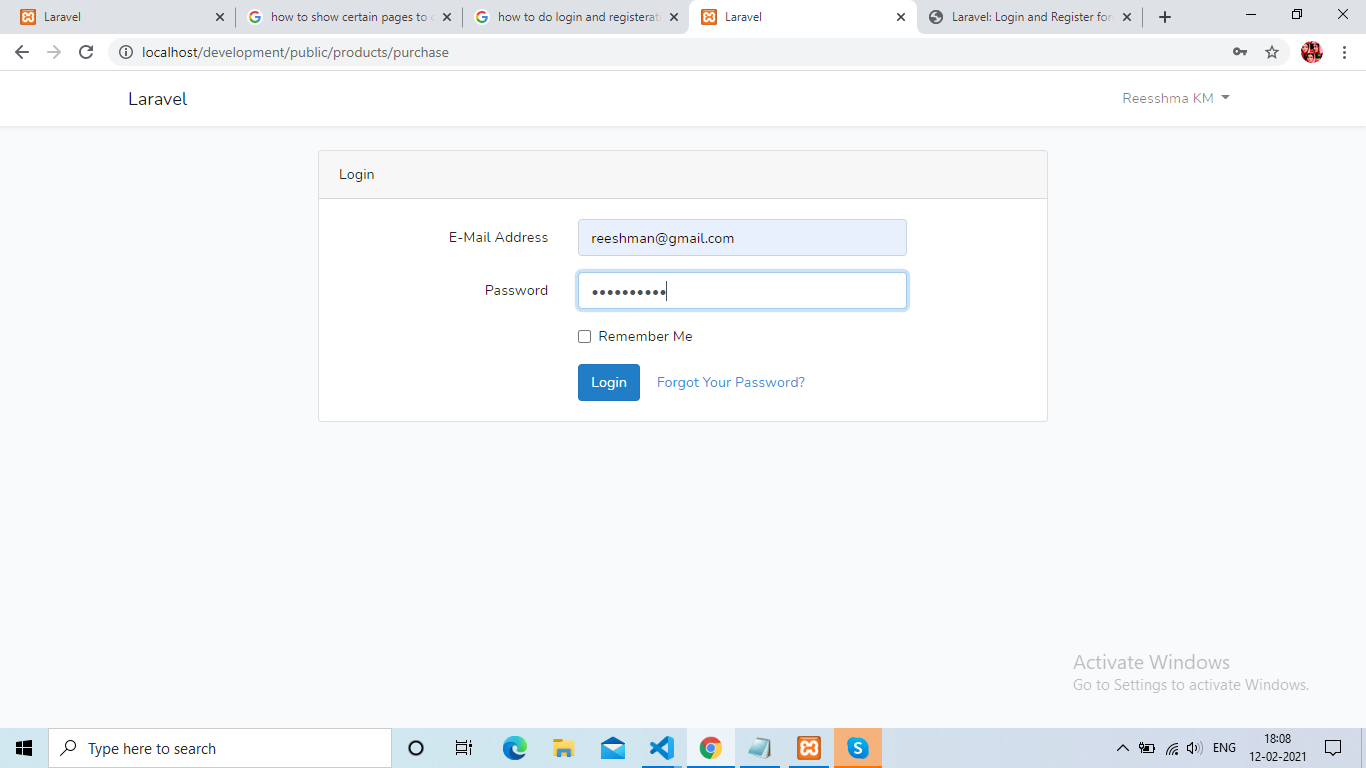 Laravel
how to show certain pages to
how to do login and registerat
Laravel
Laravel: Login and Register for
localhost/development/public/products/purchase
Laravel
Reesshma KM
Login
E-Mail Address
reeshman@gmail.com
Password
Remember Me
Login
Forgot Your Password?
Activate Windows
Go to Settings to activate Windows.
Type here to search
ENG
18:08
12-02-2021